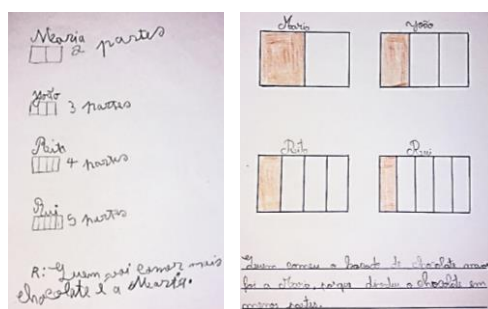 Maria
2 partes
João
3 partes
Rita
4 partes
Rui
5 partes
R: Quem vai comer mais
chocolate é a Maria.
Maria
João
Rita
Rui
Quem comeu o bocado de chocolate maior
foi a Maria, porque dividiu o chocolate em
menos partes.